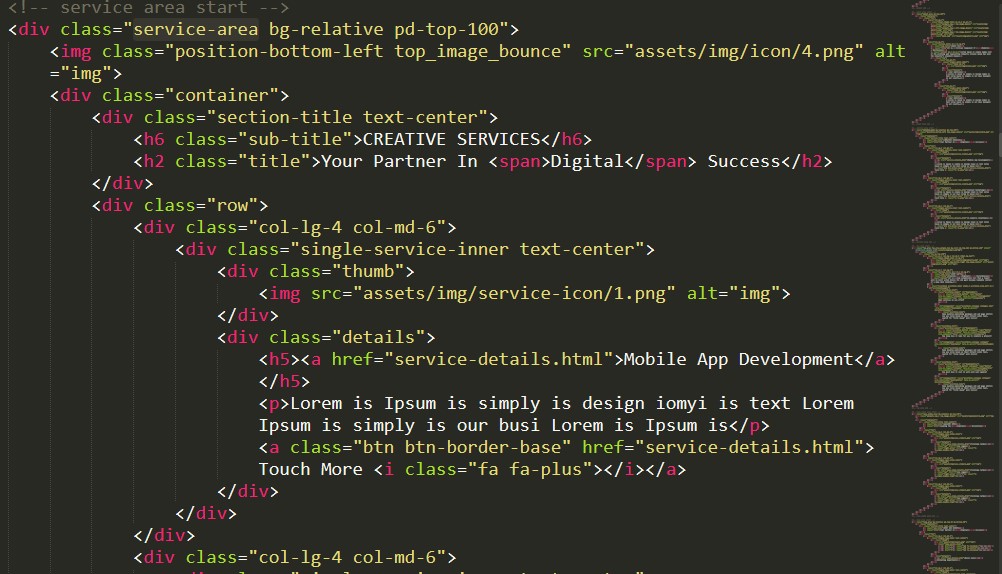 <!-- service area start -->
<div class="service-area bg-relative pd-top-100">
<img class="position-bottom-left top_image_bounce" src="assets/img/icon/4.png" alt
="img">
<div class="container">
<div class="section-title text-center">
<h6 class="sub-title">CREATIVE SERVICES</h6>
<h2 class="title">Your Partner In <span>Digital</span> Success</h2>
</div>
<div class="row">
<div class="col-lg-4 col-md-6">
<div class="single-service-inner text-center">
<div class="thumb">
<img src="assets/img/service-icon/1.png" alt="img">
</div>
<div class="details">
<h5><a href="service-details.html">Mobile App Development</a>
</h5>
<p>Lorem is Ipsum is simply is design iomyi is text Lorem
Ipsum is simply is our busi Lorem is Ipsum is</p>
<a class="btn btn-border-base" href="service-details.html">
Touch More <i class="fa fa-plus"></i></a>
</div>
</div>
</div>
<div class="col-lg-4 col-md-6">